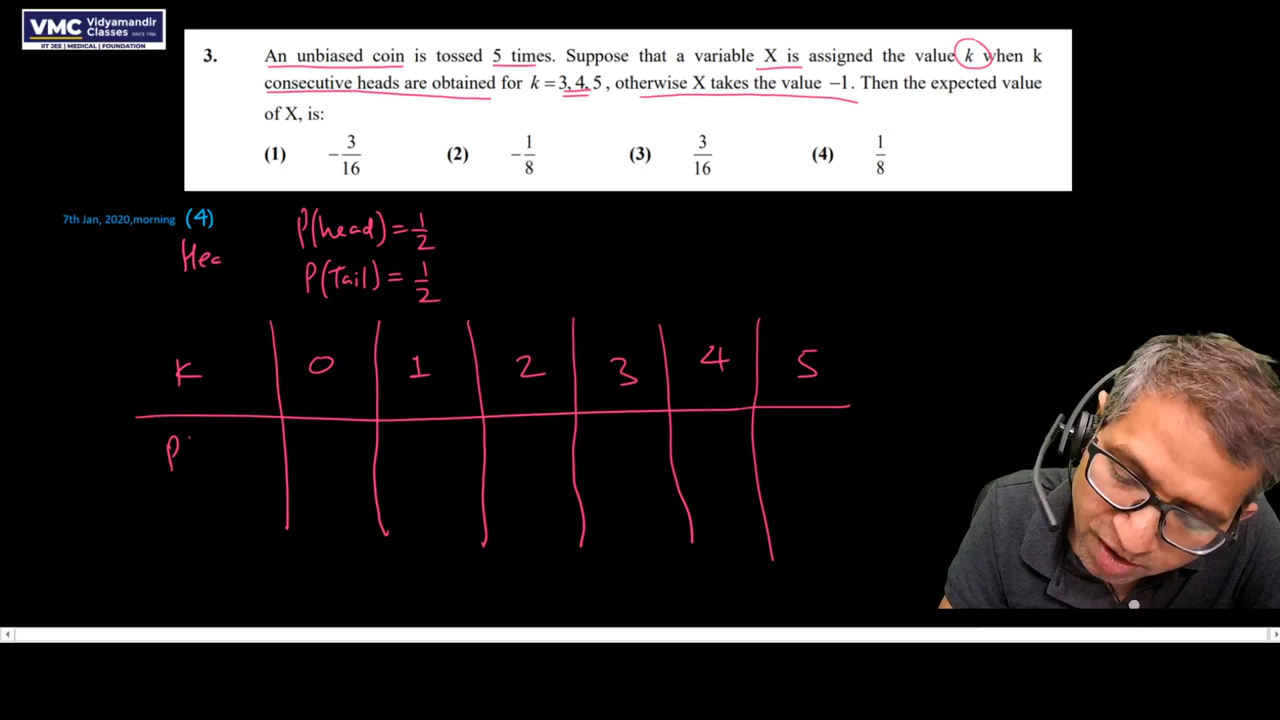 VMC Vidyamandir Classes SINCE 1986
IIT JEE | MEDICAL | FOUNDATION
3. An unbiased coin is tossed 5 times. Suppose that a variable X is assigned the value k when k
consecutive heads are obtained for k = 3, 4, 5, otherwise X takes the value −1. Then the expected value
of X, is:
(1) −3/16 (2) −1/8 (3) 3/16 (4) 1/8
7th Jan, 2020,morning (4)
P(head) = 1/2
Hea
P(Tail) = 1/2
K 0 1 2 3 4 5
P